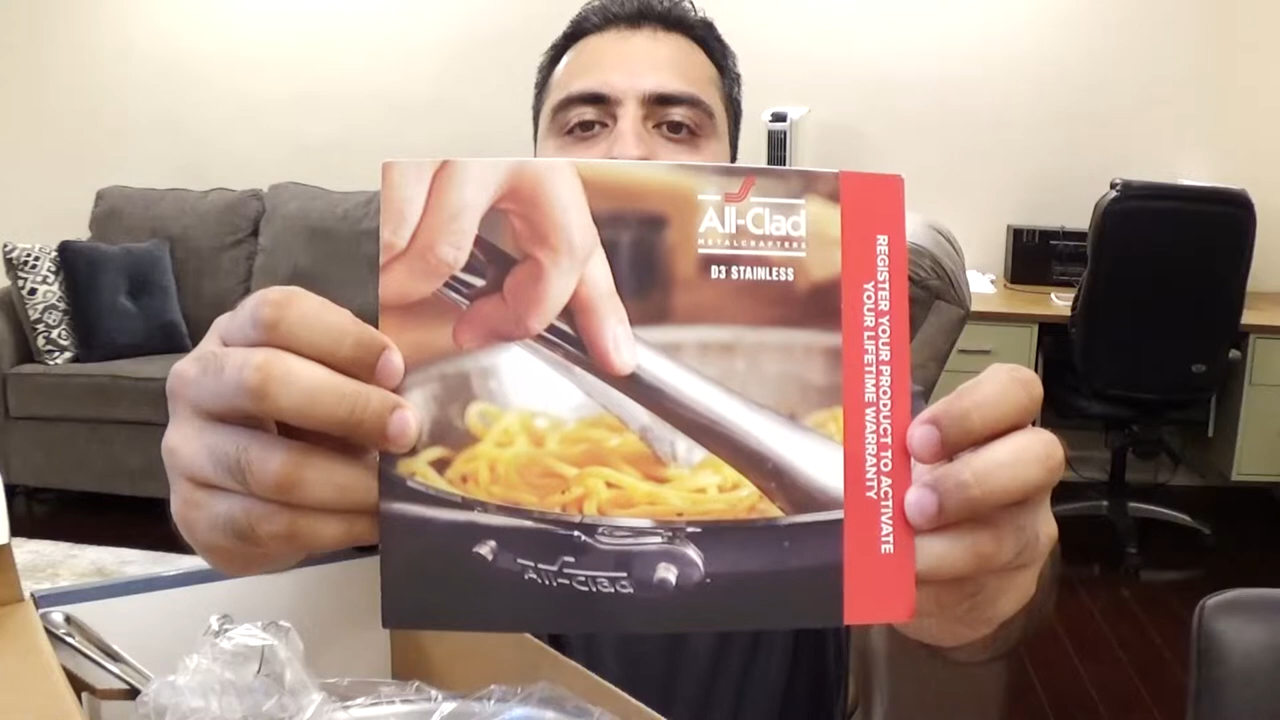 All-Clad
METALCRAFTERS
D3 STAINLESS
REGISTER YOUR PRODUCT TO ACTIVATE
YOUR LIFETIME WARRANTY
All-Clad